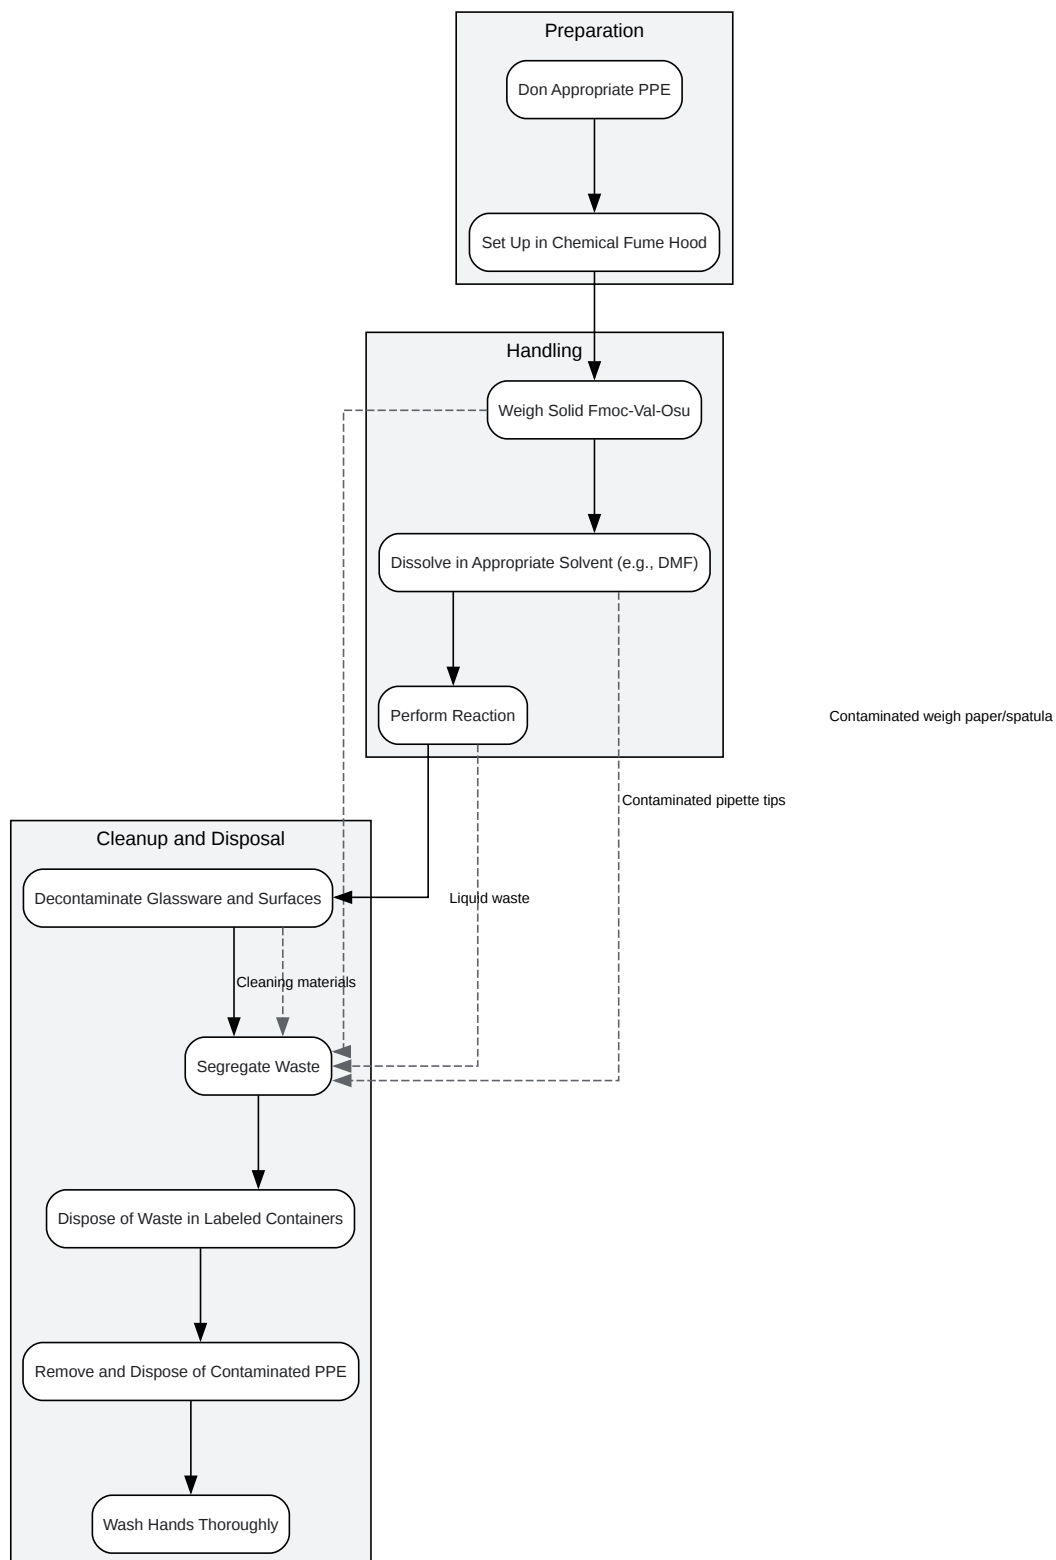 Preparation
Don Appropriate PPE
Set Up in Chemical Fume Hood
Handling
Weigh Solid Fmoc-Val-Osu
Dissolve in Appropriate Solvent (e.g., DMF)
Perform Reaction
Contaminated weigh paper/spatula
Contaminated pipette tips
Cleanup and Disposal
Decontaminate Glassware and Surfaces
Liquid waste
Cleaning materials
Segregate Waste
Dispose of Waste in Labeled Containers
Remove and Dispose of Contaminated PPE
Wash Hands Thoroughly